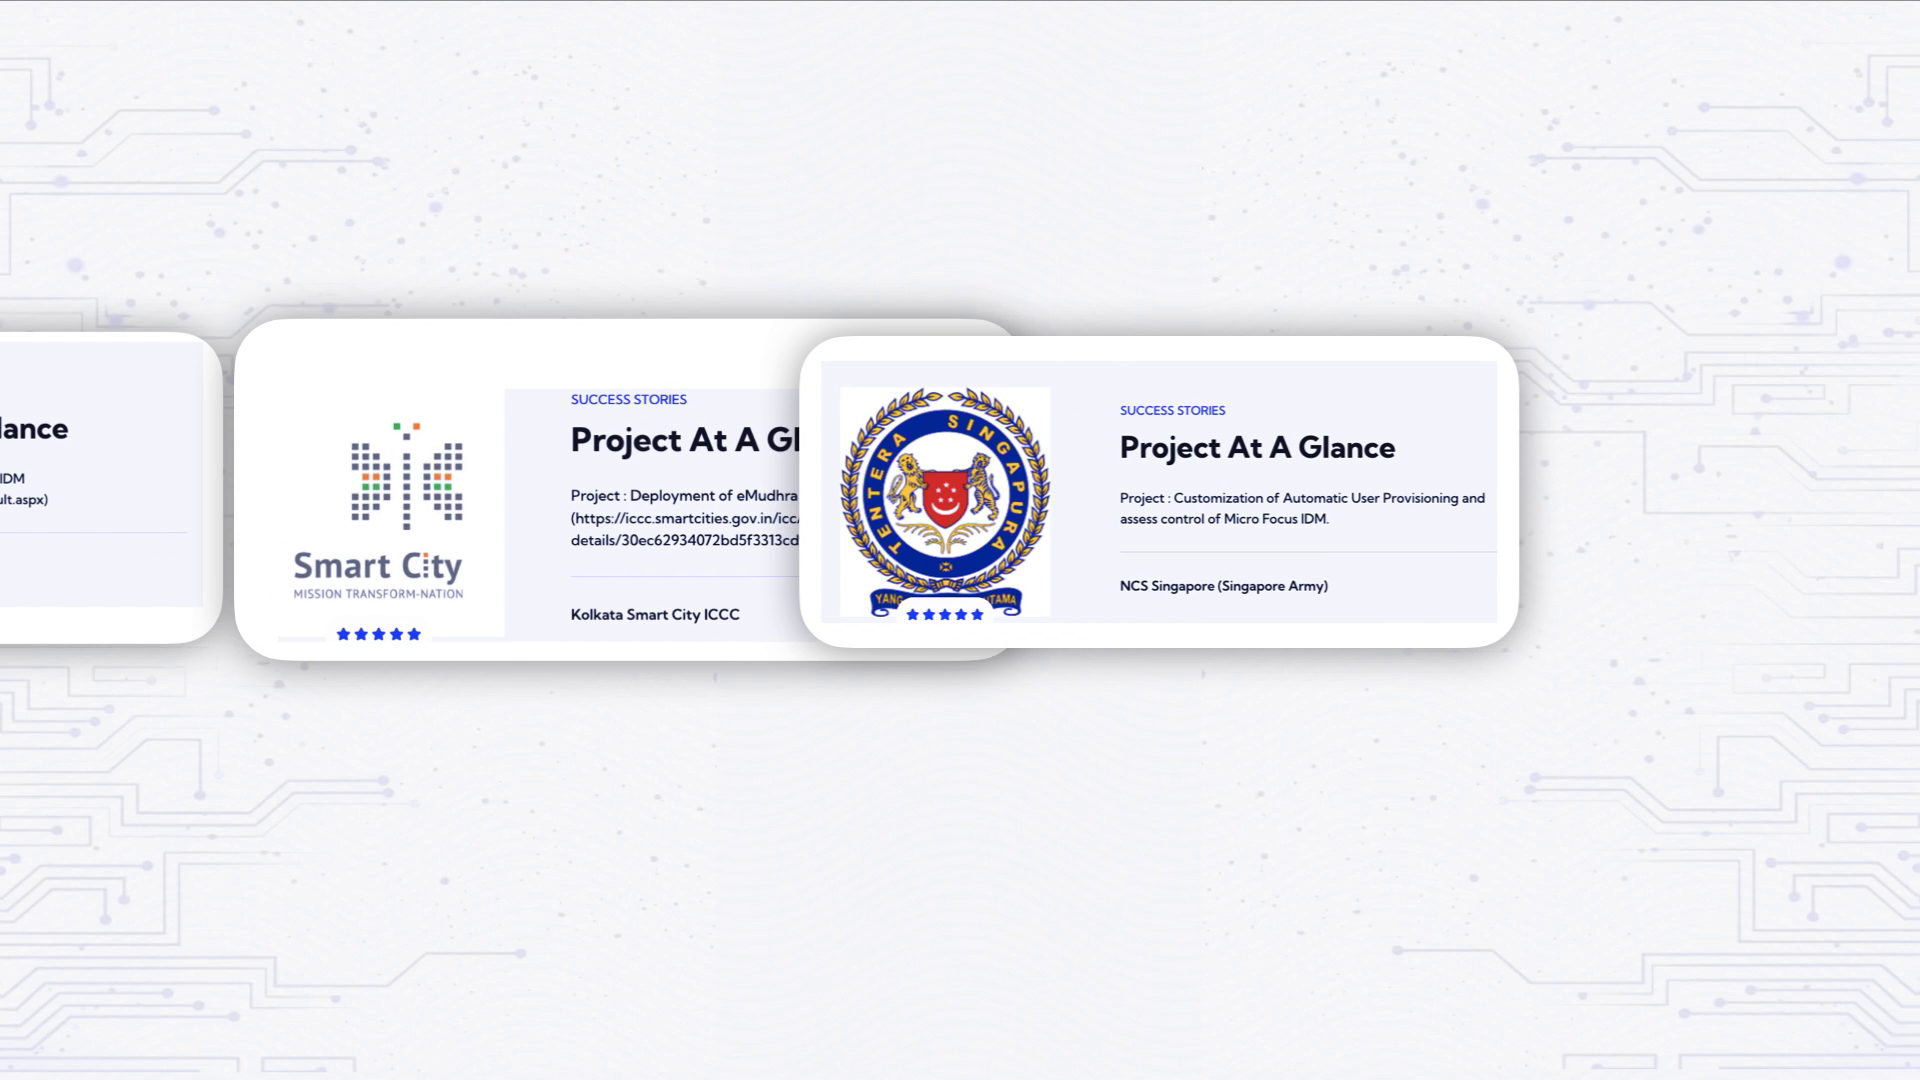 lance
IDM
ult.aspx)
Smart City
MISSION TRANSFORM-NATION
SUCCESS STORIES
Project At A Gl
Project : Deployment of eMudhra
(https://iccc.smartcities.gov.in/icc
details/30ec62934072bd5f3313cd
Kolkata Smart City ICCC
TENTERA SINGAPURA
YANG UTAMA
SUCCESS STORIES
Project At A Glance
Project : Customization of Automatic User Provisioning and
assess control of Micro Focus IDM.
NCS Singapore (Singapore Army)